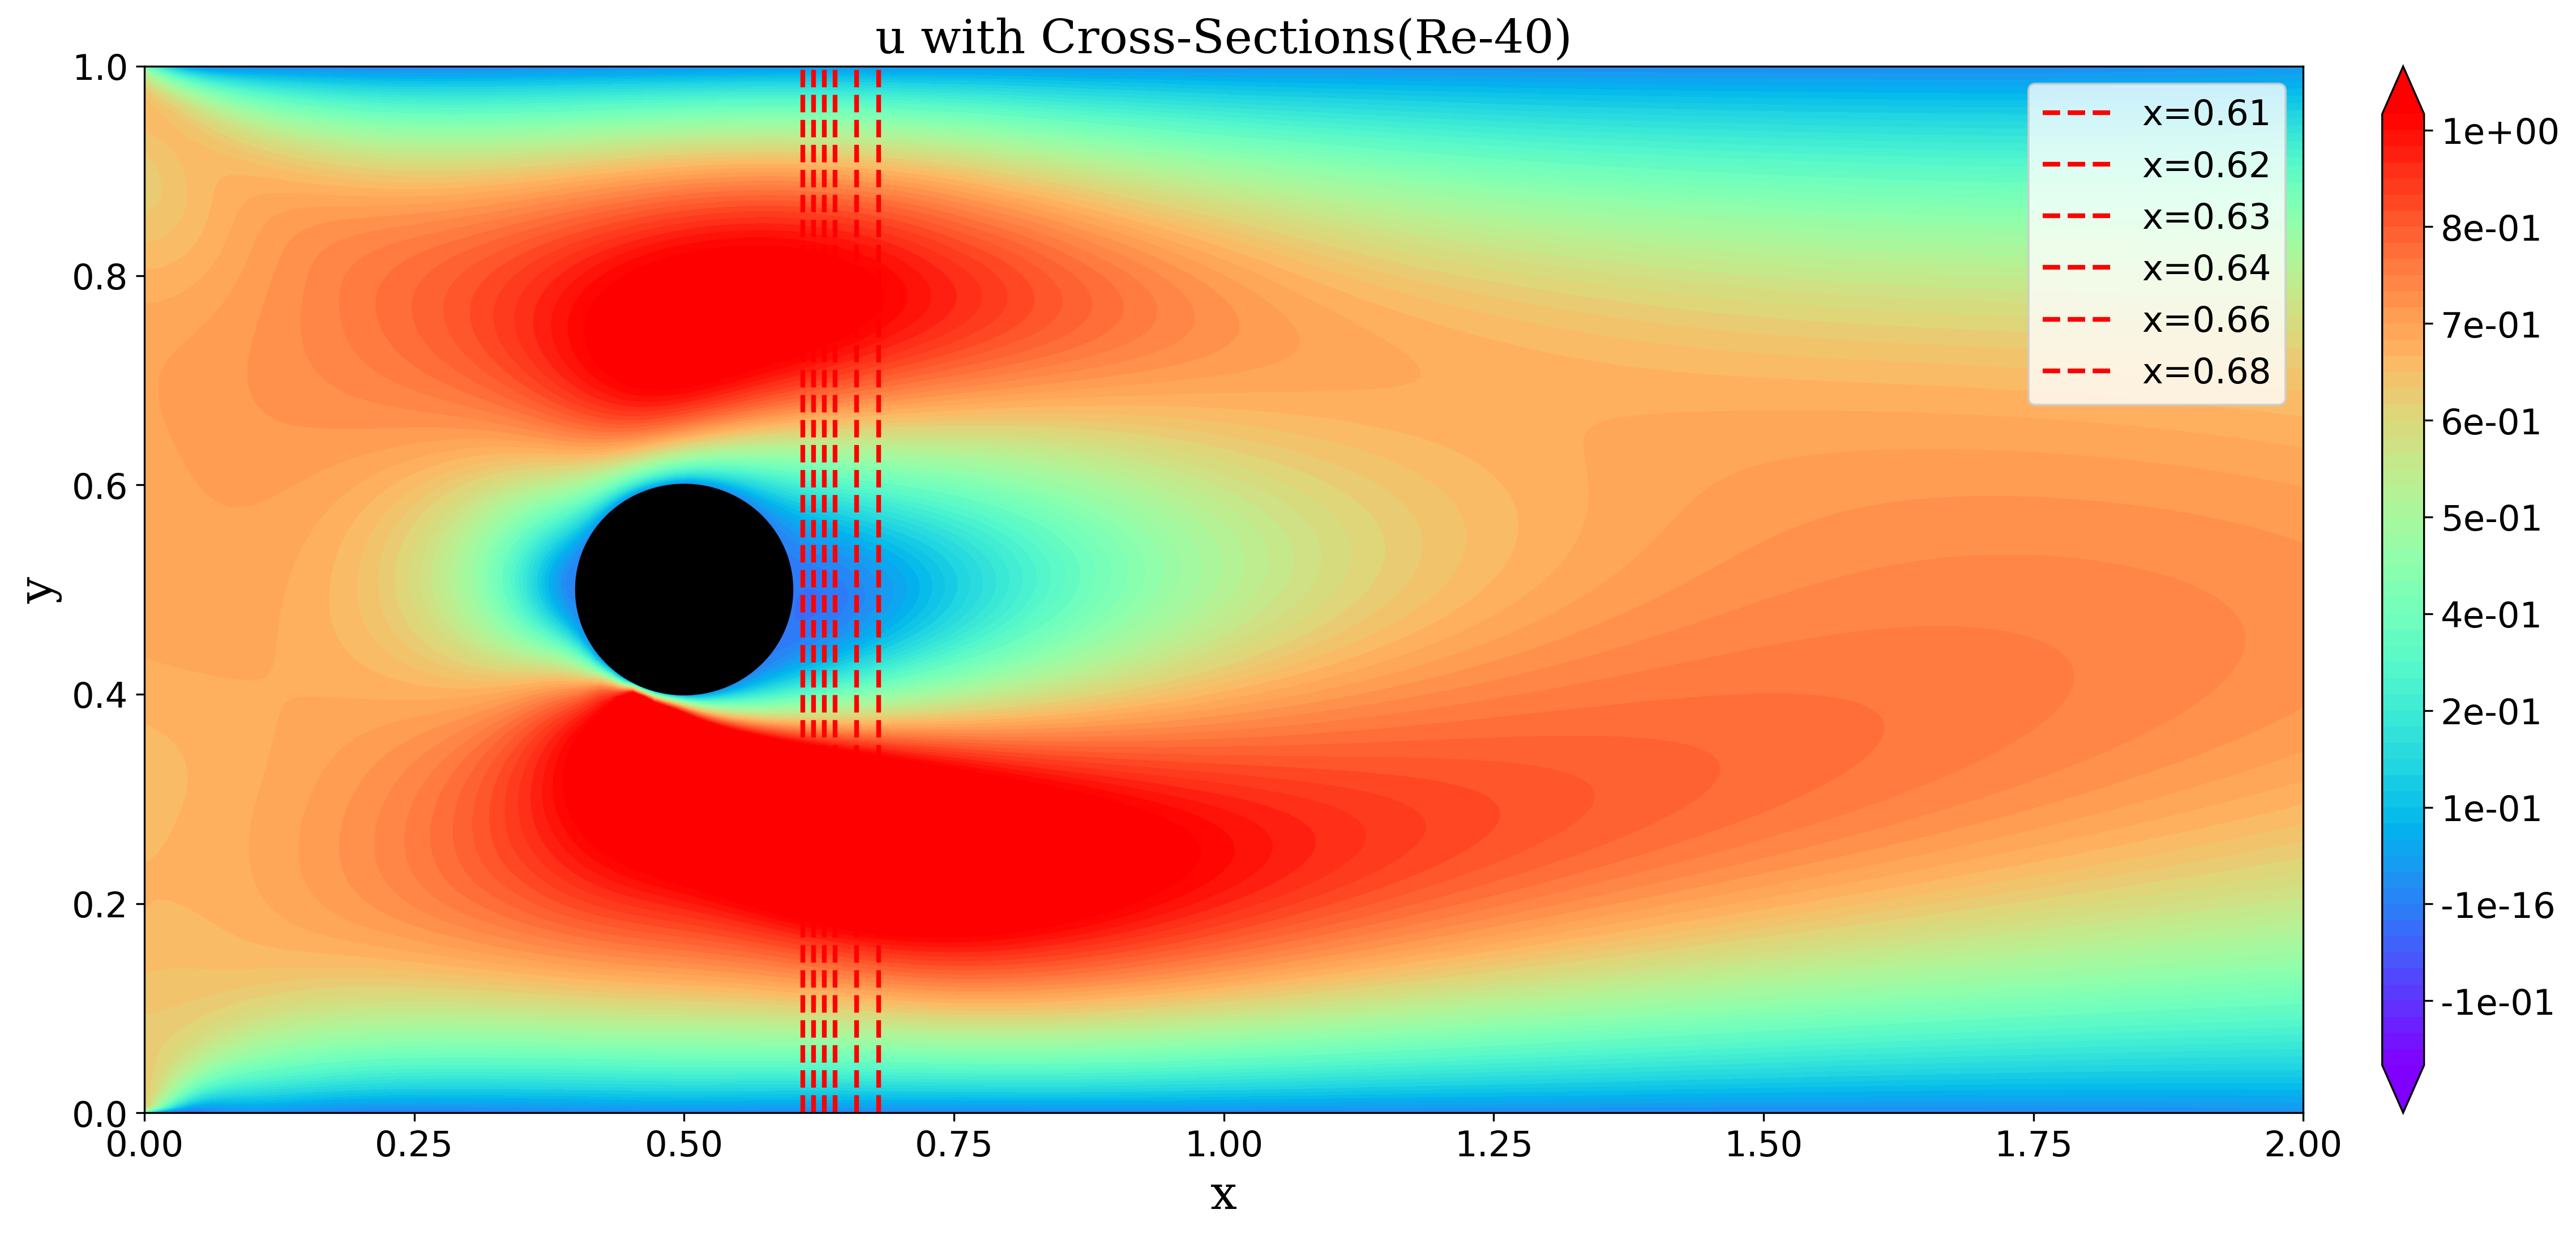 u with Cross-Sections(Re-40)
1.0
0.8
0.6
0.4
0.2
0.0
y
0.00 0.25 0.50 0.75 1.00 1.25 1.50 1.75 2.00
x
x=0.61
x=0.62
x=0.63
x=0.64
x=0.66
x=0.68
1e+00
8e-01
7e-01
6e-01
5e-01
4e-01
2e-01
1e-01
-1e-16
-1e-01